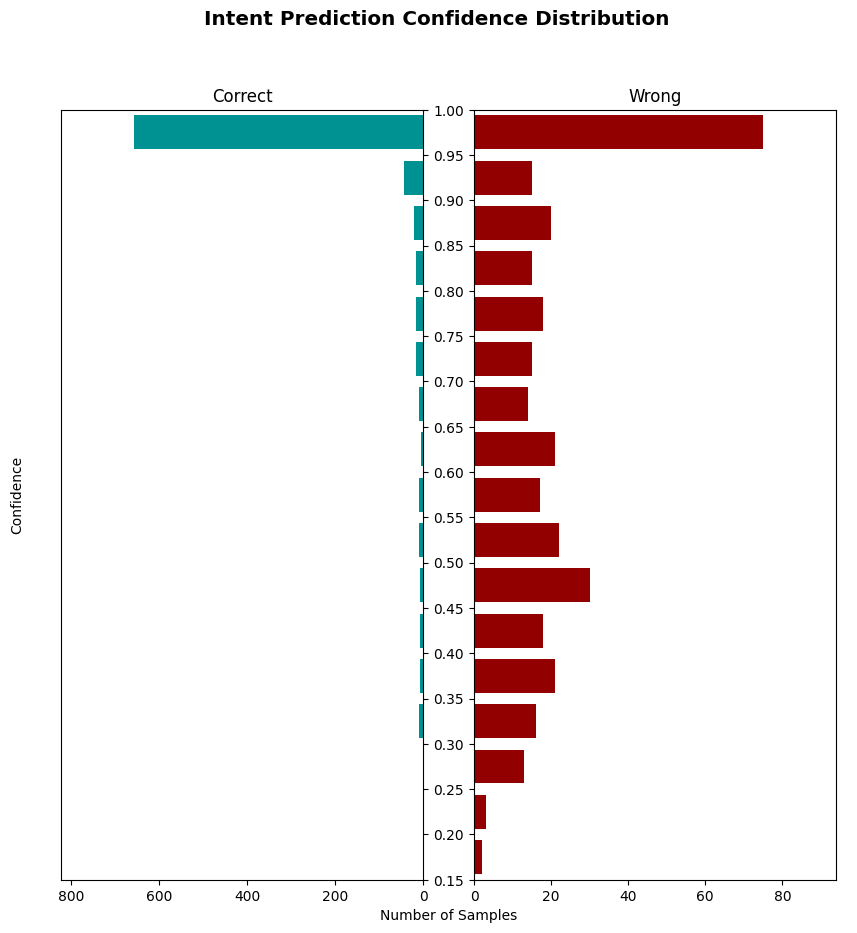 Intent Prediction Confidence Distribution
Correct
Wrong
Confidence
1.00
0.95
0.90
0.85
0.80
0.75
0.70
0.65
0.60
0.55
0.50
0.45
0.40
0.35
0.30
0.25
0.20
0.15
800 600 400 200 0
0 20 40 60 80
Number of Samples